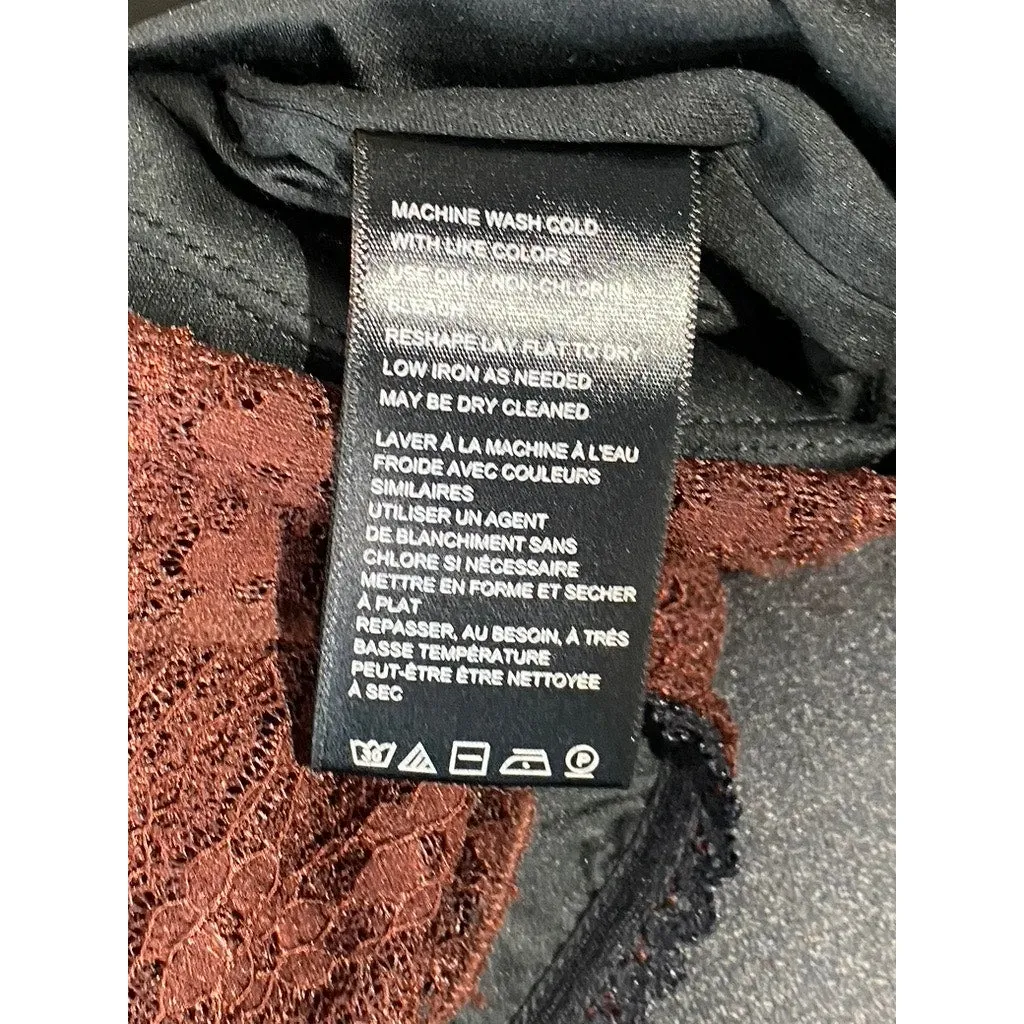 MACHINE WASH COLD
WITH LIKE COLORS
USE ONLY NON-CHLORINE
BLEACH
RESHAPE LAY FLAT TO DRY
LOW IRON AS NEEDED
MAY BE DRY CLEANED
LAVER À LA MACHINE À L'EAU
FROIDE AVEC COULEURS
SIMILAIRES
UTILISER UN AGENT
DE BLANCHIMENT SANS
CHLORE SI NÉCESSAIRE
METTRE EN FORME ET SECHER
À PLAT
REPASSER, AU BESOIN, À TRÉS
BASSE TEMPÉRATURE
PEUT-ÊTRE ÊTRE NETTOYÉE
À SEC
30 P